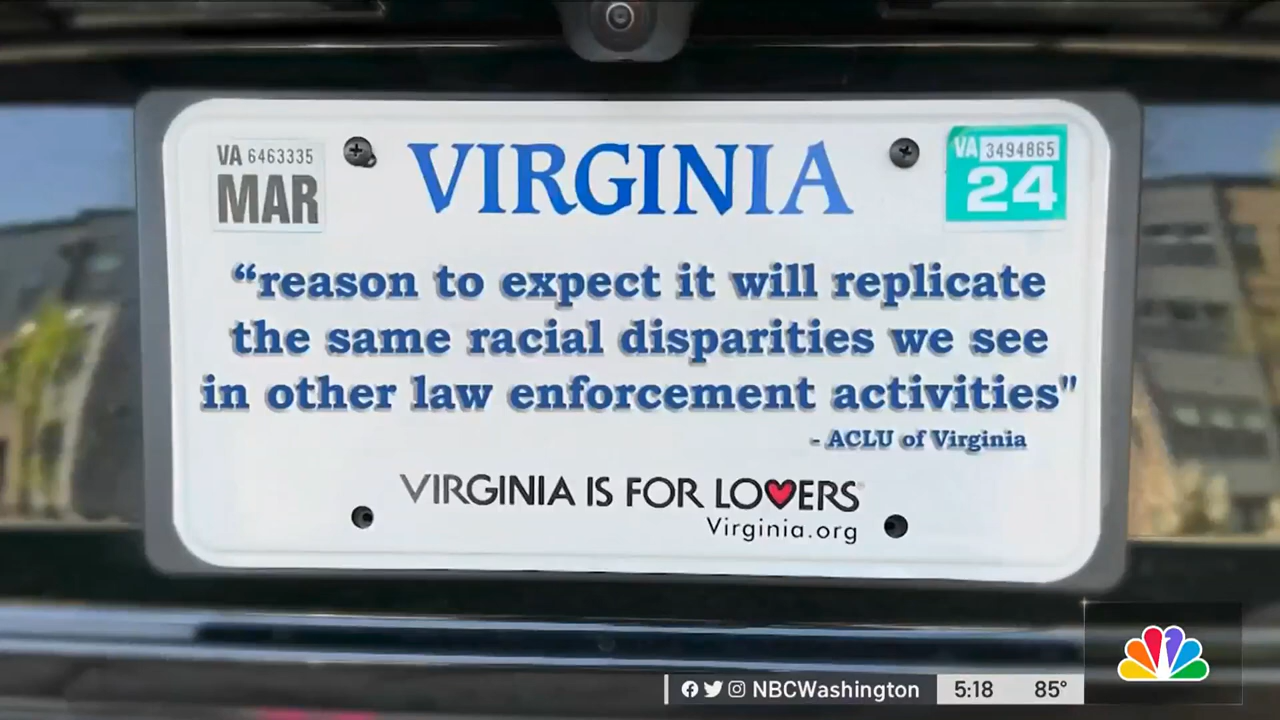 VA 6463335
MAR
VIRGINIA
VA 3494865
24
“reason to expect it will replicate
the same racial disparities we see
in other law enforcement activities"
- ACLU of Virginia
VIRGINIA IS FOR LOVERS
Virginia.org
NBCWashington 5:18 85°